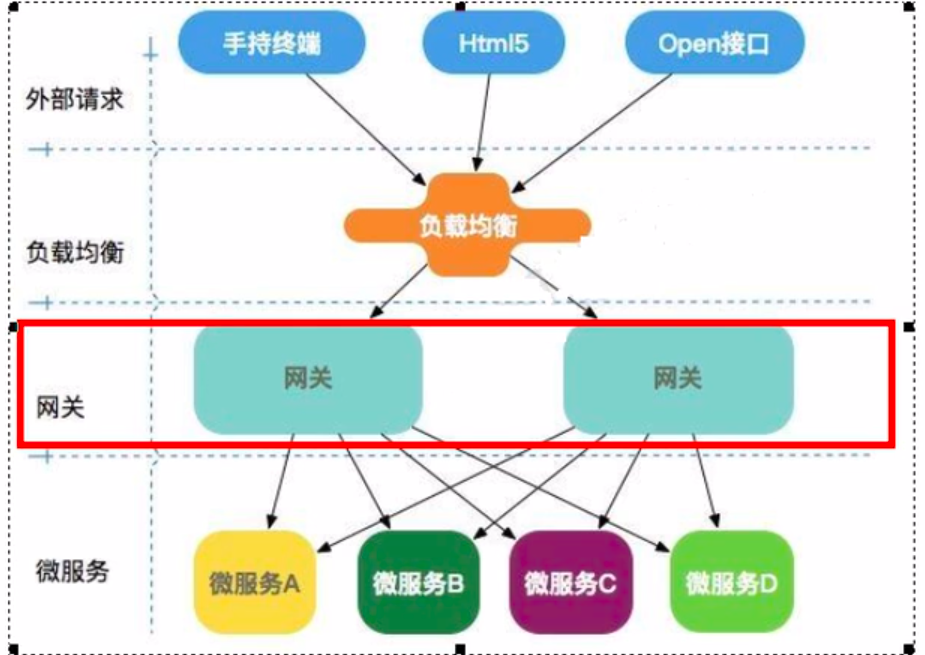 手持终端
Html5
Open接口
外部请求
负载均衡
负载均衡
网关
网关
网关
微服务
微服务A
微服务B
微服务C
微服务D